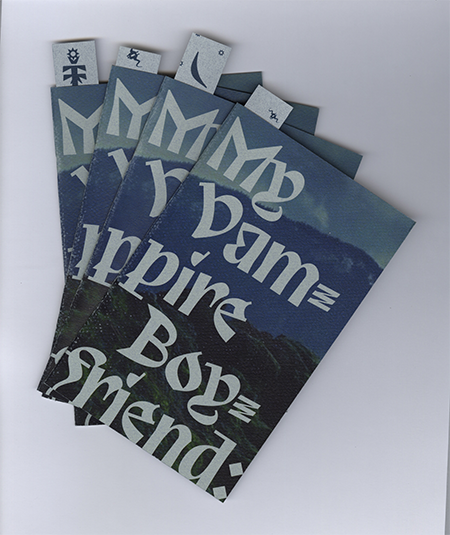 My
Vam=
pire
Boy=
friend: